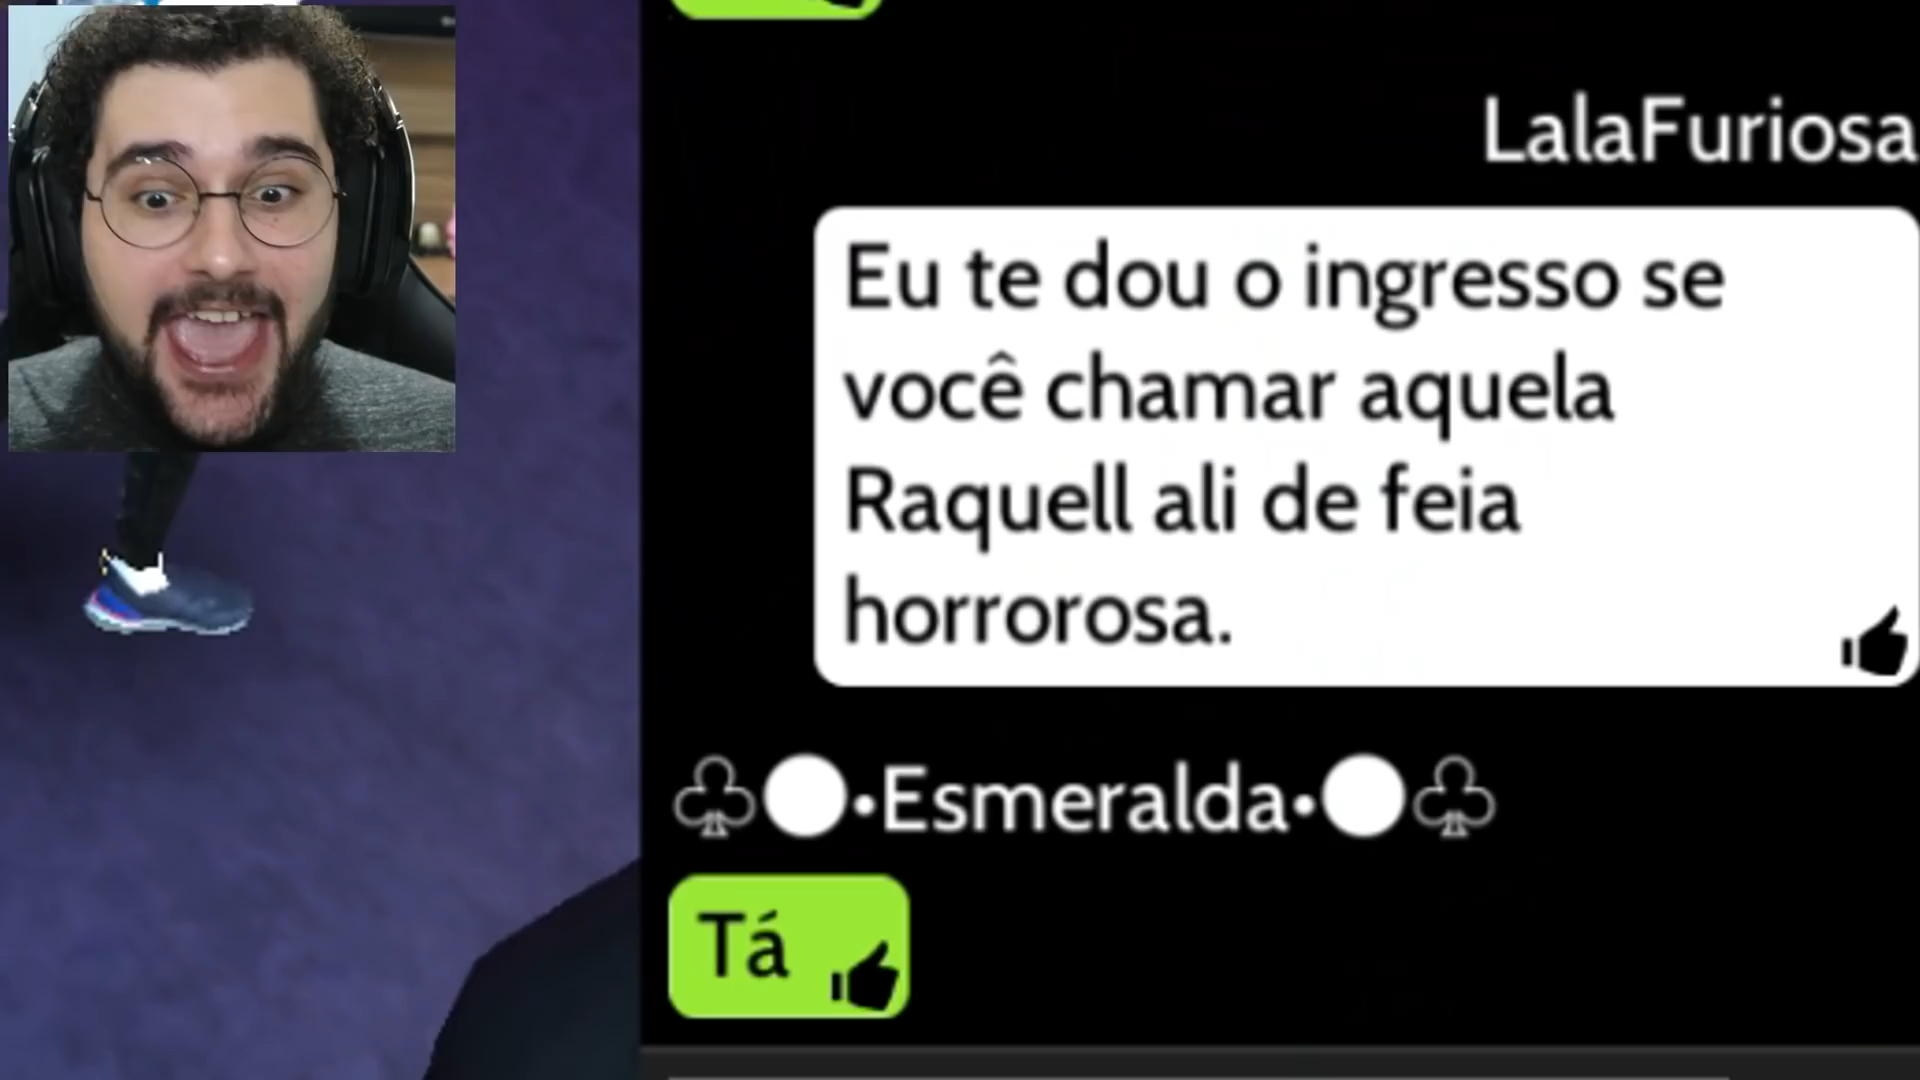 LalaFuriosa
Eu te dou o ingresso se
você chamar aquela
Raquell ali de feia
horrorosa.
♧⚪•Esmeralda•⚪♧
Tá